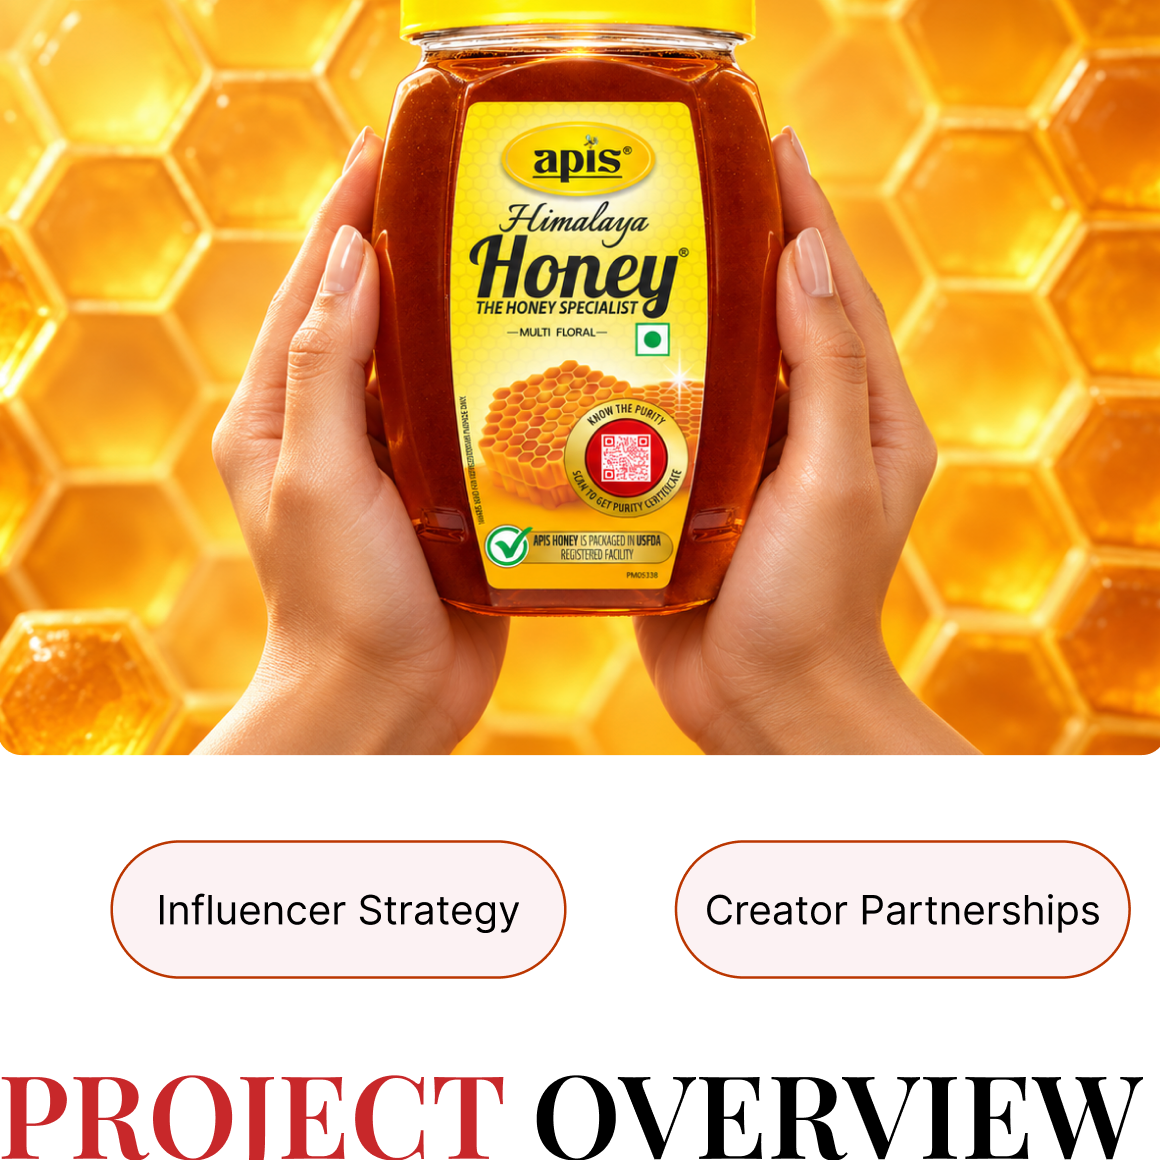 apis®
Himalaya
Honey®
THE HONEY SPECIALIST
—MULTI FLORAL—
KNOW THE PURITY
SCAN TO GET PURITY CERTIFICATE
APIS HONEY IS PACKAGED IN USFDA
REGISTERED FACILITY
PM05338
Influencer Strategy
Creator Partnerships
PROJECT OVERVIEW